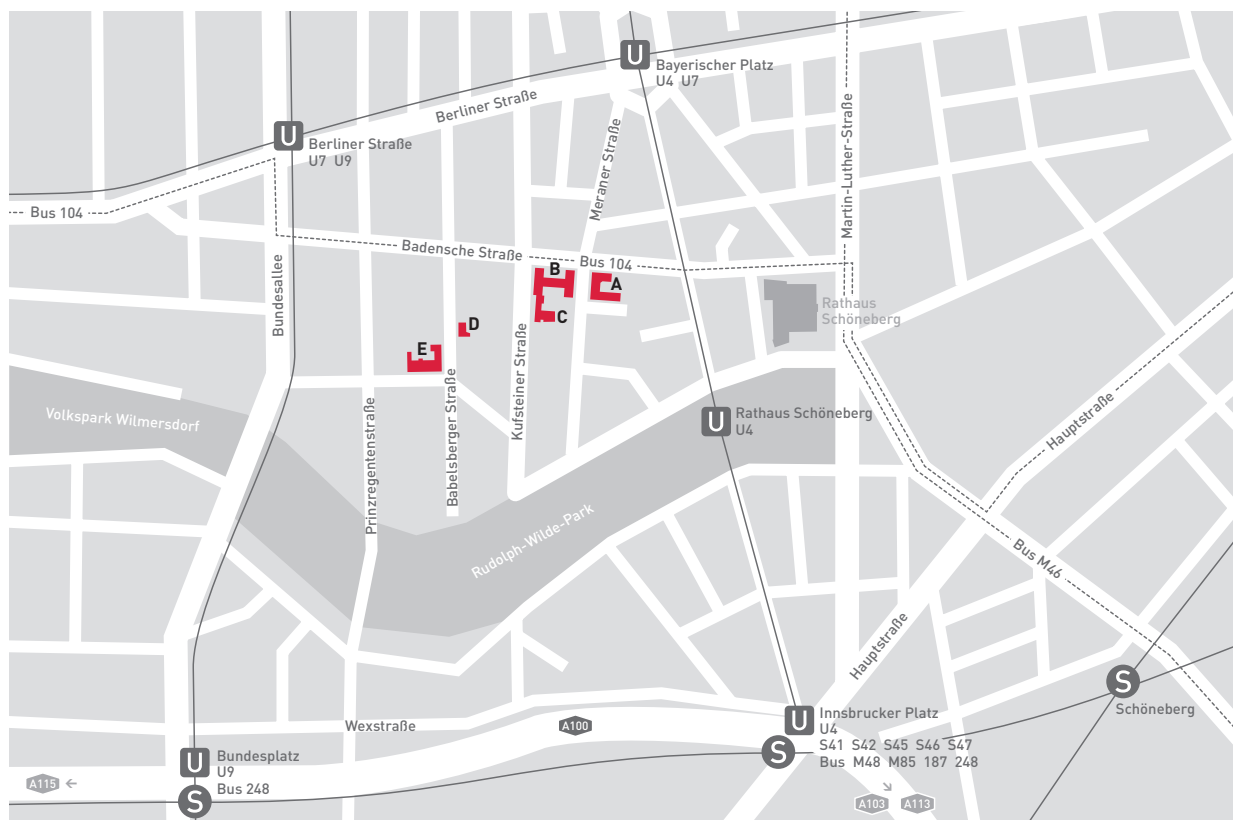 U
Bayerischer Platz
U4 U7
Berliner Straße
Martin-Luther-Straße
U
Berliner Straße
U7 U9
Meraner Straße
Bus 104
Badensche Straße
Bus 104
B
A
C
D
E
Bundesallee
Rathaus
Schöneberg
Kufsteiner Straße
Volkspark Wilmersdorf
Prinzregentenstraße
Babelsberger Straße
U
Rathaus Schöneberg
U4
Hauptstraße
Rudolph-Wilde-Park
Bus M46
Hauptstraße
S
Schöneberg
Wexstraße
A100
U
Innsbrucker Platz
U4
S
S41 S42 S45 S46 S47
Bus M48 M85 187 248
U
Bundesplatz
U9
S
Bus 248
A115 ←
A103
A113